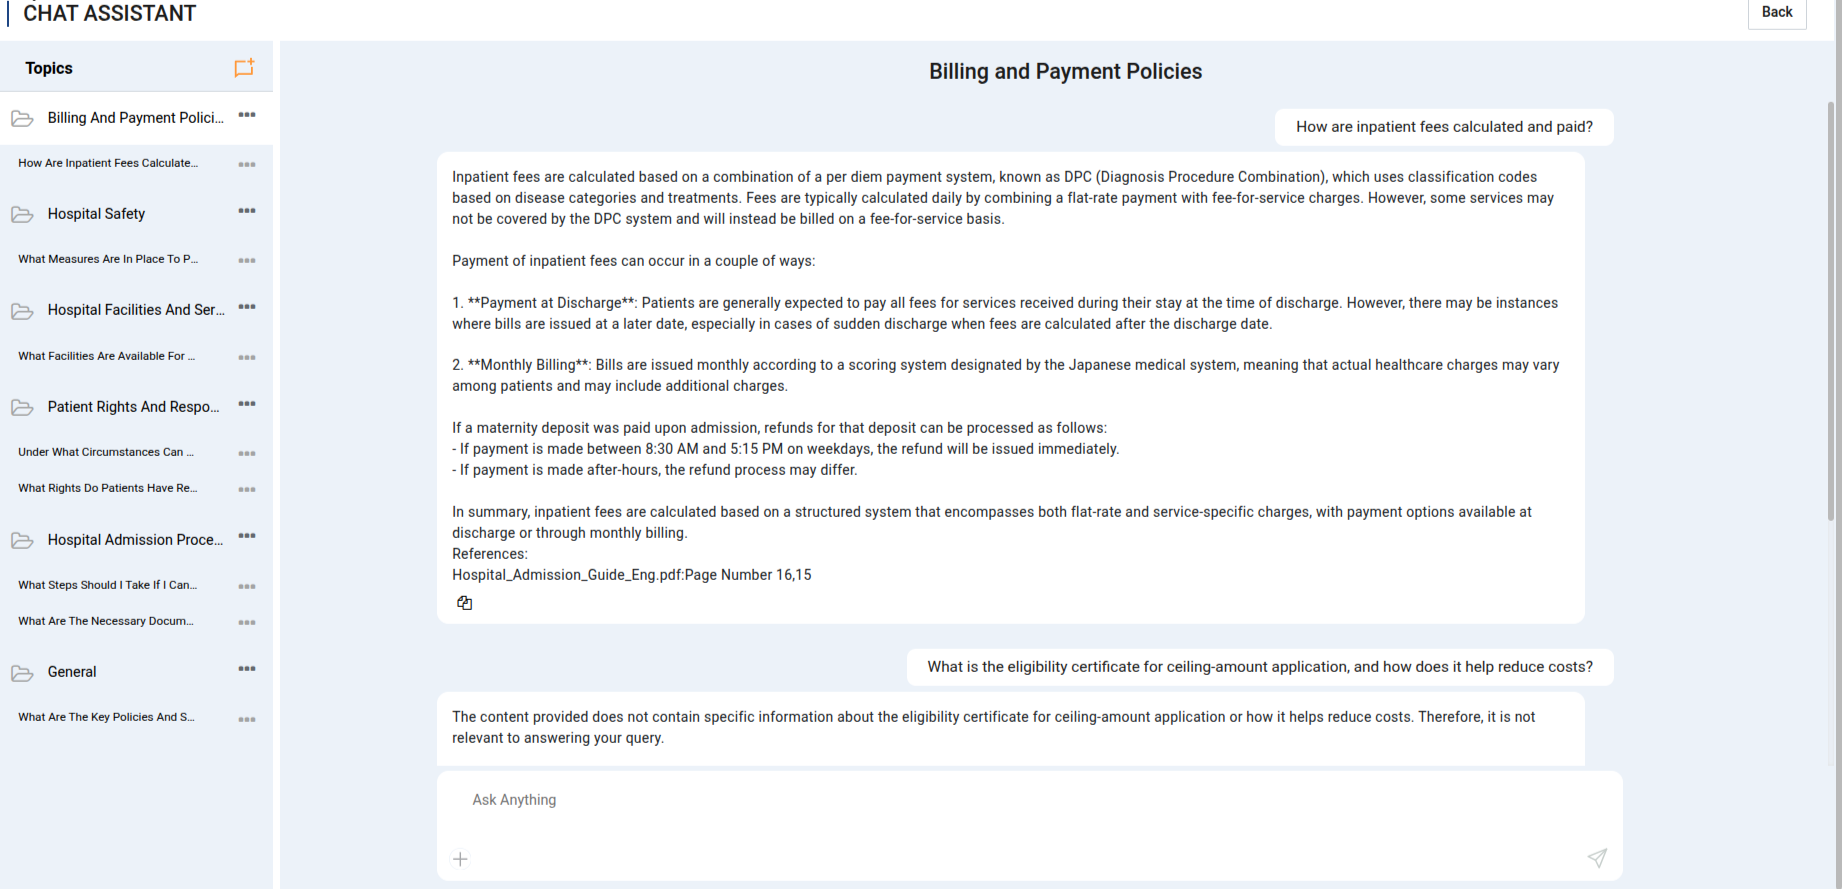 CHAT ASSISTANT
Back
Topics
Billing And Payment Polici...
How Are Inpatient Fees Calculate...
Hospital Safety
What Measures Are In Place To P...
Hospital Facilities And Ser...
What Facilities Are Available For ...
Patient Rights And Respo...
Under What Circumstances Can ...
What Rights Do Patients Have Re...
Hospital Admission Proce...
What Steps Should I Take If I Can...
What Are The Necessary Docum...
General
What Are The Key Policies And S...
Billing and Payment Policies
How are inpatient fees calculated and paid?
Inpatient fees are calculated based on a combination of a per diem payment system, known as DPC (Diagnosis Procedure Combination), which uses classification codes
based on disease categories and treatments. Fees are typically calculated daily by combining a flat-rate payment with fee-for-service charges. However, some services may
not be covered by the DPC system and will instead be billed on a fee-for-service basis.
Payment of inpatient fees can occur in a couple of ways:
1. **Payment at Discharge**: Patients are generally expected to pay all fees for services received during their stay at the time of discharge. However, there may be instances
where bills are issued at a later date, especially in cases of sudden discharge when fees are calculated after the discharge date.
2. **Monthly Billing**: Bills are issued monthly according to a scoring system designated by the Japanese medical system, meaning that actual healthcare charges may vary
among patients and may include additional charges.
If a maternity deposit was paid upon admission, refunds for that deposit can be processed as follows:
- If payment is made between 8:30 AM and 5:15 PM on weekdays, the refund will be issued immediately.
- If payment is made after-hours, the refund process may differ.
In summary, inpatient fees are calculated based on a structured system that encompasses both flat-rate and service-specific charges, with payment options available at
discharge or through monthly billing.
References:
Hospital_Admission_Guide_Eng.pdf:Page Number 16,15
What is the eligibility certificate for ceiling-amount application, and how does it help reduce costs?
The content provided does not contain specific information about the eligibility certificate for ceiling-amount application or how it helps reduce costs. Therefore, it is not
relevant to answering your query.
Ask Anything